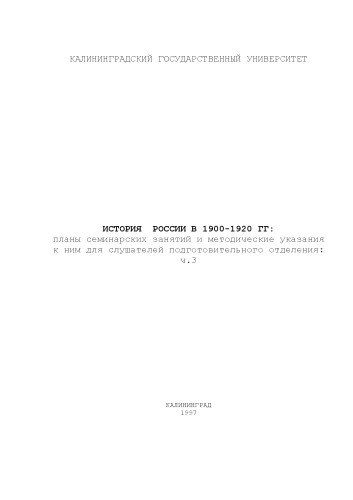 КАЛИНИНГРАДСКИЙ ГОСУДАРСТВЕННЫЙ УНИВЕРСИТЕТ
ИСТОРИЯ РОССИИ В 1900-1920 ГГ:
планы семинарских занятий и методические указания
к ним для слушателей подготовительного отделения:
ч.3
КАЛИНИНГРАД
1997